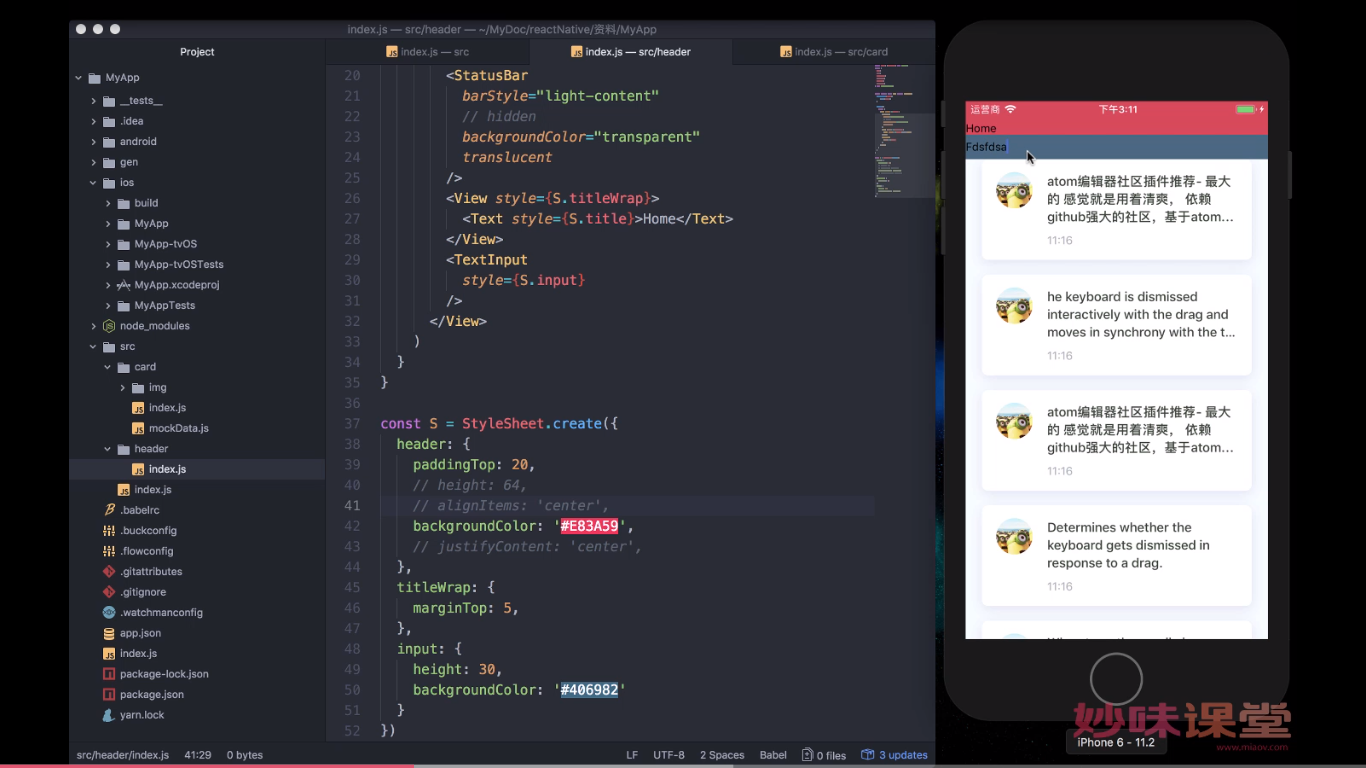 index.js — src/header — ~/MyDoc/reactNative/资料/MyApp
Project
index.js — src
index.js — src/header
index.js — src/card
MyApp
__tests__
.idea
android
gen
ios
build
MyApp
MyApp-tvOS
MyApp-tvOSTests
MyApp.xcodeproj
MyAppTests
node_modules
src
card
img
index.js
mockData.js
header
index.js
index.js
.babelrc
.buckconfig
.flowconfig
.gitattributes
.gitignore
.watchmanconfig
app.json
index.js
package-lock.json
package.json
yarn.lock
20 <StatusBar
21 barStyle="light-content"
22 // hidden
23 backgroundColor="transparent"
24 translucent
25 />
26 <View style={S.titleWrap}>
27 <Text style={S.title}>Home</Text>
28 </View>
29 <TextInput
30 style={S.input}
31 />
32 </View>
33 )
34 }
35 }
36
37 const S = StyleSheet.create({
38 header: {
39 paddingTop: 20,
40 // height: 64,
41 // alignItems: 'center',
42 backgroundColor: '#E83A59',
43 // justifyContent: 'center',
44 },
45 titleWrap: {
46 marginTop: 5,
47 },
48 input: {
49 height: 30,
50 backgroundColor: '#406982'
51 }
52 })
src/header/index.js 41:29 0 bytes
LF UTF-8 2 Spaces Babel 0 files 3 updates
运营商 下午3:11
Home
Fdsfdsa
atom编辑器社区插件推荐- 最大
的 感觉就是用着清爽， 依赖
github强大的社区，基于atom...
11:16
he keyboard is dismissed
interactively with the drag and
moves in synchrony with the t...
11:16
atom编辑器社区插件推荐- 最大
的 感觉就是用着清爽， 依赖
github强大的社区，基于atom...
11:16
Determines whether the
keyboard gets dismissed in
response to a drag.
11:16
妙味课堂
www.miaov.com
iPhone 6 - 11.2